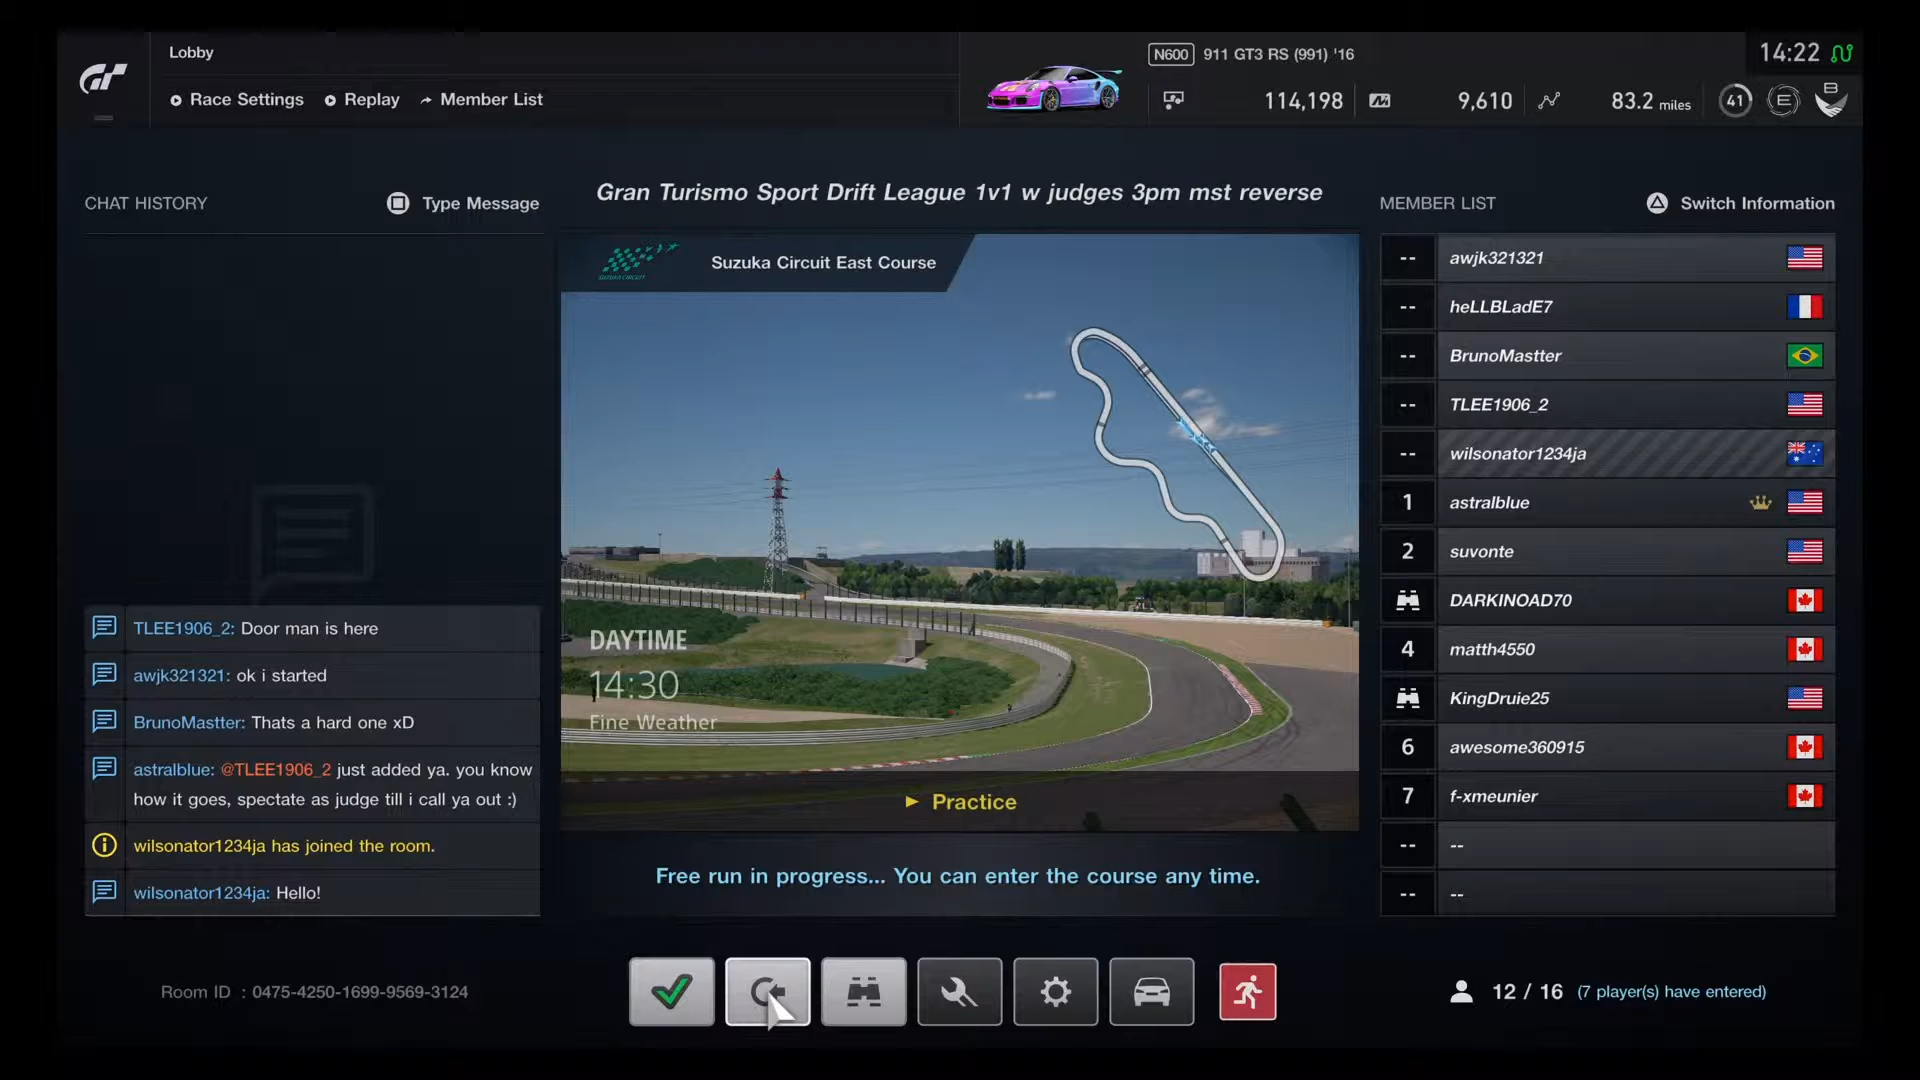 Lobby
Race Settings
Replay
Member List
N600 911 GT3 RS (991) '16
114,198
9,610
83.2 miles
41
E
B
14:22
CHAT HISTORY
Type Message
TLEE1906_2: Door man is here
awjk321321: ok i started
BrunoMastter: Thats a hard one xD
astralblue: @TLEE1906_2 just added ya. you know
how it goes, spectate as judge till i call ya out :)
wilsonator1234ja has joined the room.
wilsonator1234ja: Hello!
Gran Turismo Sport Drift League 1v1 w judges 3pm mst reverse
Suzuka Circuit East Course
DAYTIME
14:30
Fine Weather
Practice
Free run in progress... You can enter the course any time.
MEMBER LIST
Switch Information
-- awjk321321
-- heLLBLadE7
-- BrunoMastter
-- TLEE1906_2
-- wilsonator1234ja
1 astralblue
2 suvonte
DARKINOAD70
4 matth4550
KingDruie25
6 awesome360915
7 f-xmeunier
-- --
-- --
Room ID : 0475-4250-1699-9569-3124
12 / 16 (7 player(s) have entered)